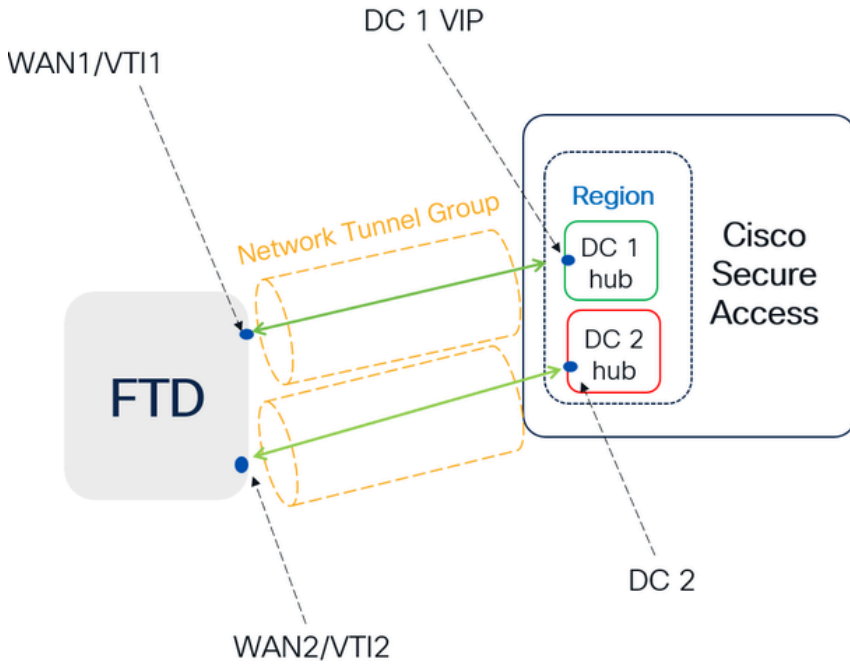 DC 1 VIP
WAN1/VTI1
Network Tunnel Group
Region
DC 1
hub
Cisco
Secure
Access
DC 2
hub
FTD
DC 2
WAN2/VTI2